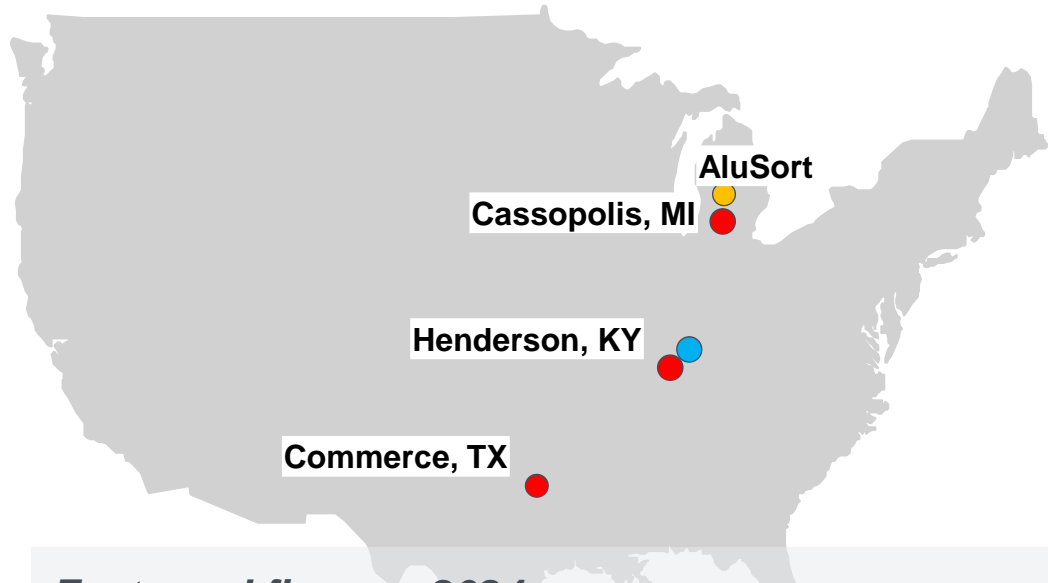 AluSort
Cassopolis, MI
Henderson, KY
Commerce, TX